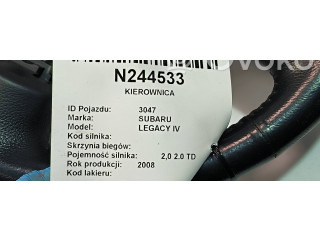 N244533
KIEROWNICA
ID Pojazdu: 3047
Marka: SUBARU
Model: LEGACY IV
Kod silnika:
Skrzynia biegów:
Pojemność silnika: 2,0 2.0 TD
Rok produkcji: 2008
Kod lakieru: